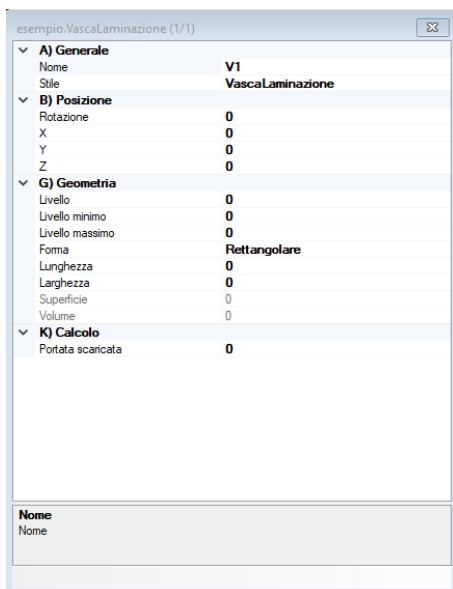 esempio.VascaLaminazione (1/1)
A) Generale
Nome V1
Stile VascaLaminazione
B) Posizione
Rotazione 0
X 0
Y 0
Z 0
G) Geometria
Livello 0
Livello minimo 0
Livello massimo 0
Forma Rettangolare
Lunghezza 0
Larghezza 0
Superficie 0
Volume 0
K) Calcolo
Portata scaricata 0
Nome
Nome